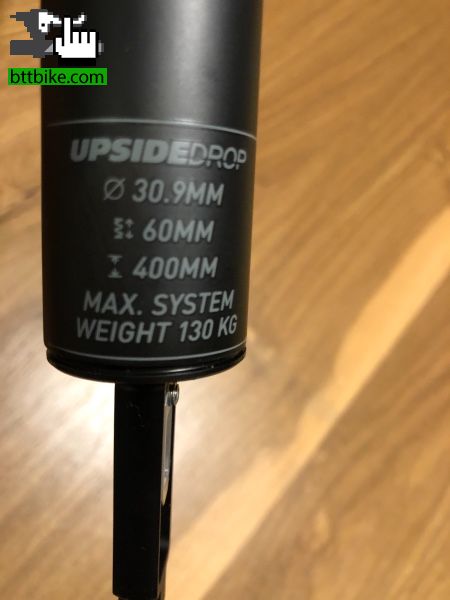 bttbike.com
UPSIDEDROP
Ø 30.9MM
60MM
400MM
MAX. SYSTEM
WEIGHT 130 KG